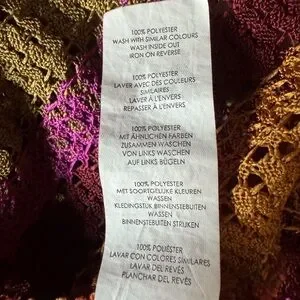 100% POLYESTER
WASH WITH SIMILAR COLOURS
WASH INSIDE OUT
IRON ON REVERSE
100% POLYESTER
LAVER AVEC DES COULEURS
SIMILAIRES
LAVER À L'ENVERS
REPASSER À L'ENVERS
100% POLYESTER
MIT ÄHNLICHEN FARBEN
ZUSAMMEN WASCHEN
VON LINKS WASCHEN
AUF LINKS BÜGELN
100% POLYESTER
MET SOORTGELIJKE KLEUREN
WASSEN
KLEDINGSTUK BINNENSTEBUITEN
WASSEN
BINNENSTEBUITEN STRIJKEN
100% POLIÉSTER
LAVAR CON COLORES SIMILARES
LAVAR DEL REVÉS
PLANCHAR DEL REVÉS